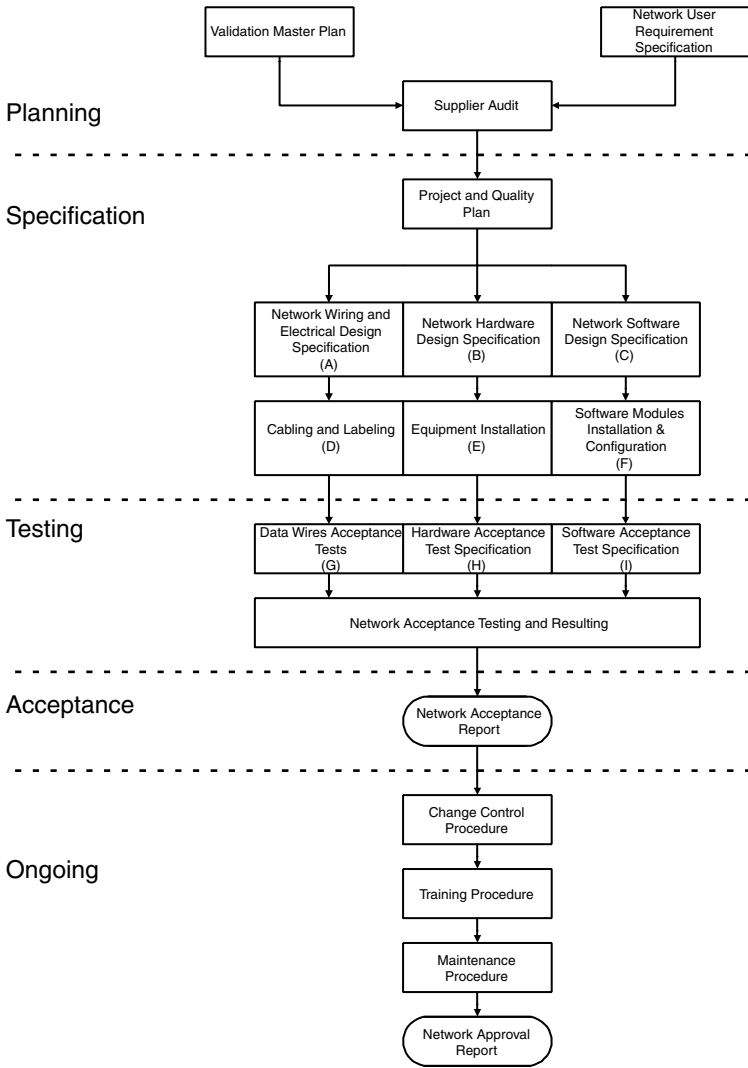 Validation Master Plan
Network User
Requirement
Specification
Supplier Audit
Planning
Project and Quality
Plan
Specification
Network Wiring and
Electrical Design
Specification
(A)
Network Hardware
Design Specification
(B)
Network Software
Design Specification
(C)
Cabling and Labeling
(D)
Equipment Installation
(E)
Software Modules
Installation &
Configuration
(F)
Testing
Data Wires Acceptance
Tests
(G)
Hardware Acceptance
Test Specification
(H)
Software Acceptance
Test Specification
(I)
Network Acceptance Testing and Resulting
Acceptance
Network Acceptance
Report
Change Control
Procedure
Ongoing
Training Procedure
Maintenance
Procedure
Network Approval
Report